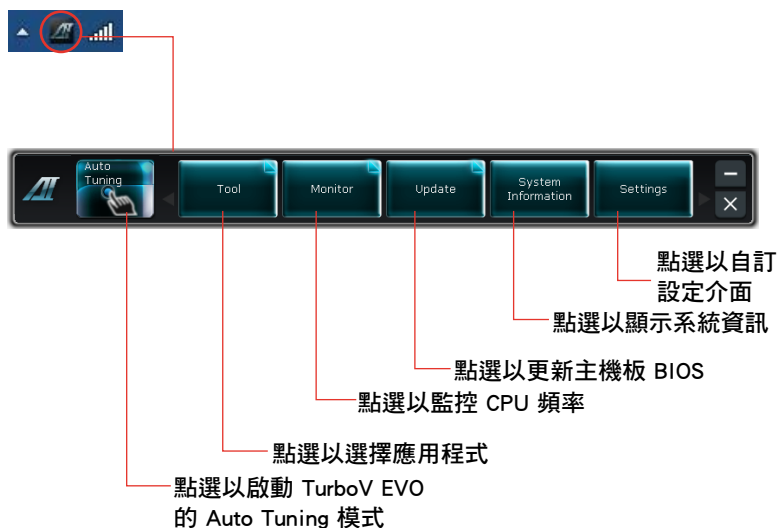 Auto
Tuning
Tool
Monitor
Update
System
Information
Settings
點選以自訂
設定介面
點選以顯示系統資訊
點選以更新主機板 BIOS
點選以監控 CPU 頻率
點選以選擇應用程式
點選以啟動 TurboV EVO
的 Auto Tuning 模式